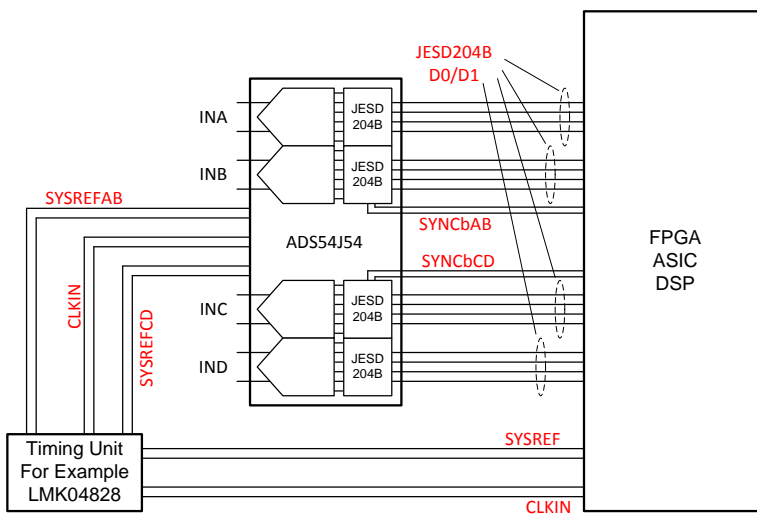 JESD204B
D0/D1
INA
JESD
204B
INB
JESD
204B
SYSREFAB
SYNCbAB
ADS54J54
SYNCbCD
FPGA
ASIC
DSP
CLKIN
SYSREFCD
INC
JESD
204B
IND
JESD
204B
Timing Unit
For Example
LMK04828
SYSREF
CLKIN